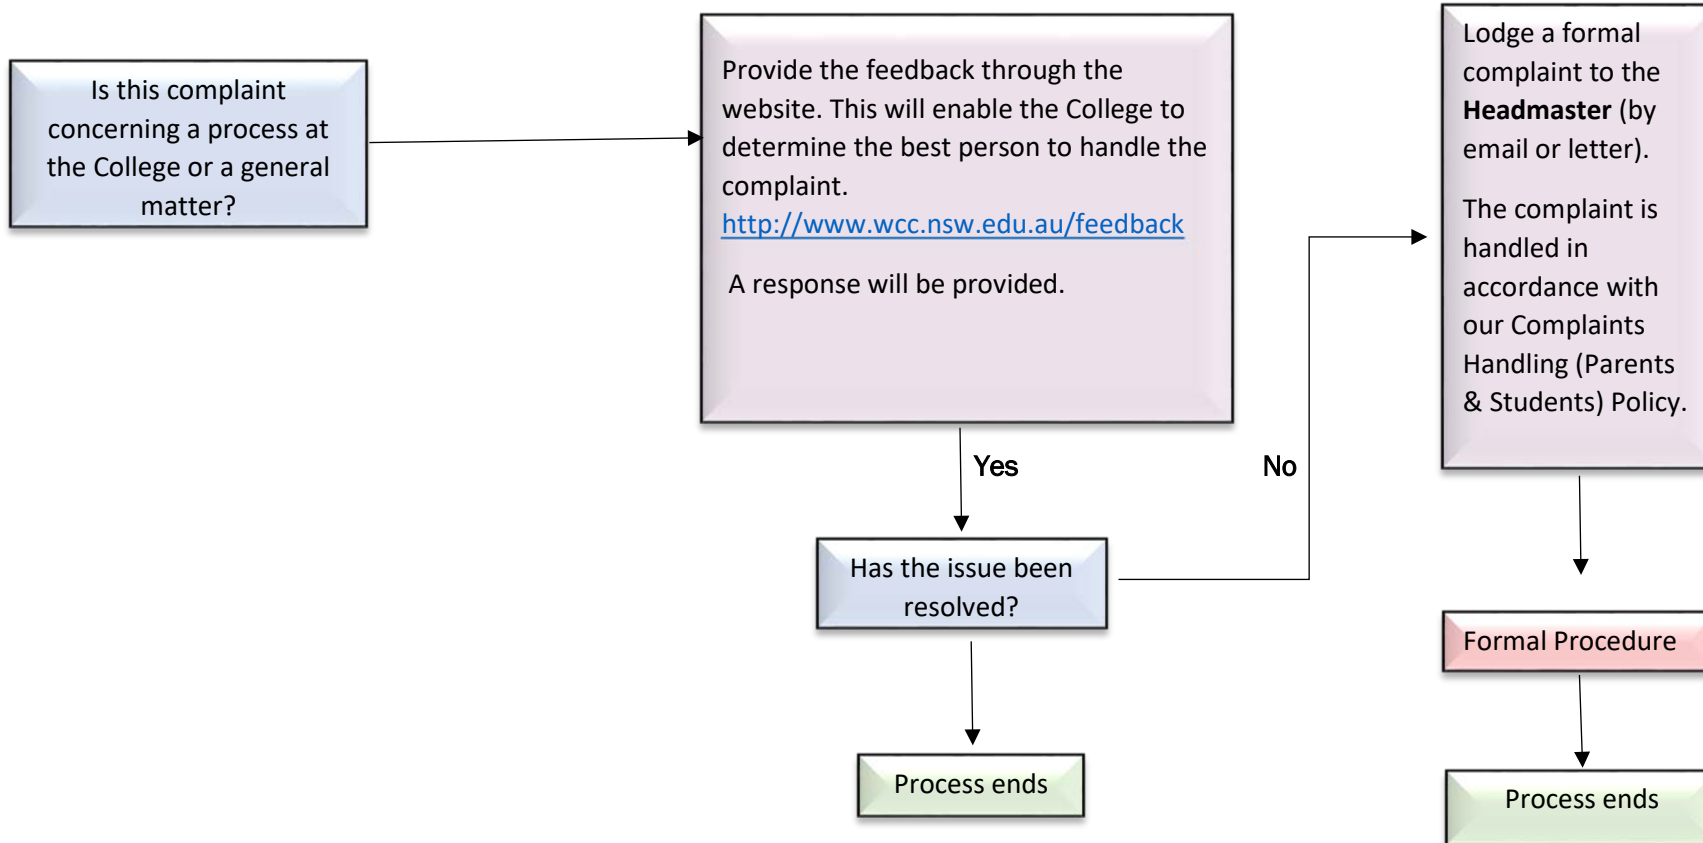 Is this complaint
concerning a process at
the College or a general
matter?
Provide the feedback through the
website. This will enable the College to
determine the best person to handle the
complaint.
http://www.wcc.nsw.edu.au/feedback
A response will be provided.
Yes
No
Has the issue been
resolved?
Process ends
Lodge a formal
complaint to the
Headmaster (by
email or letter).
The complaint is
handled in
accordance with
our Complaints
Handling (Parents
& Students) Policy.
Formal Procedure
Process ends